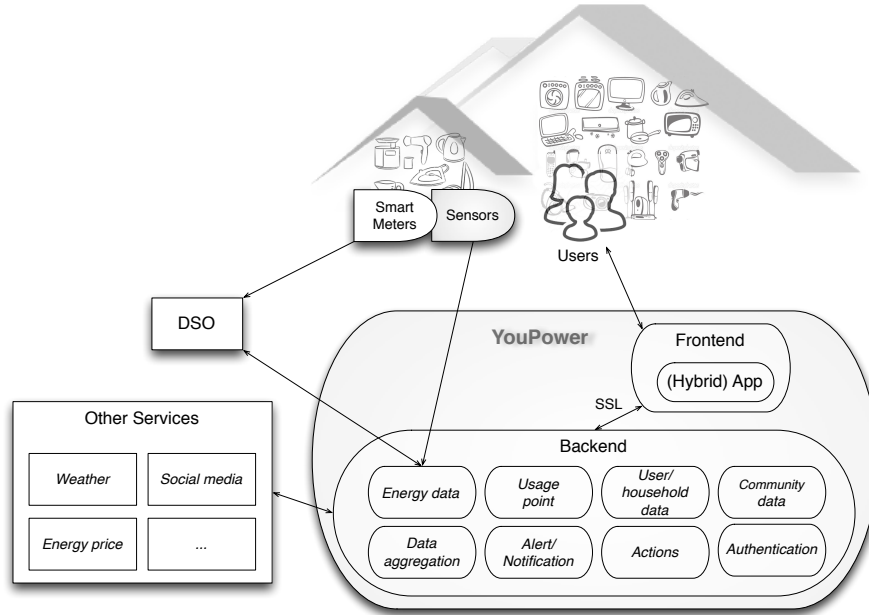 Smart
Meters
Sensors
Users
DSO
YouPower
Frontend
(Hybrid) App
SSL
Other Services
Weather
Social media
Energy price
...
Backend
Energy data
Usage
point
User/
household
data
Community
data
Data
aggregation
Alert/
Notification
Actions
Authentication